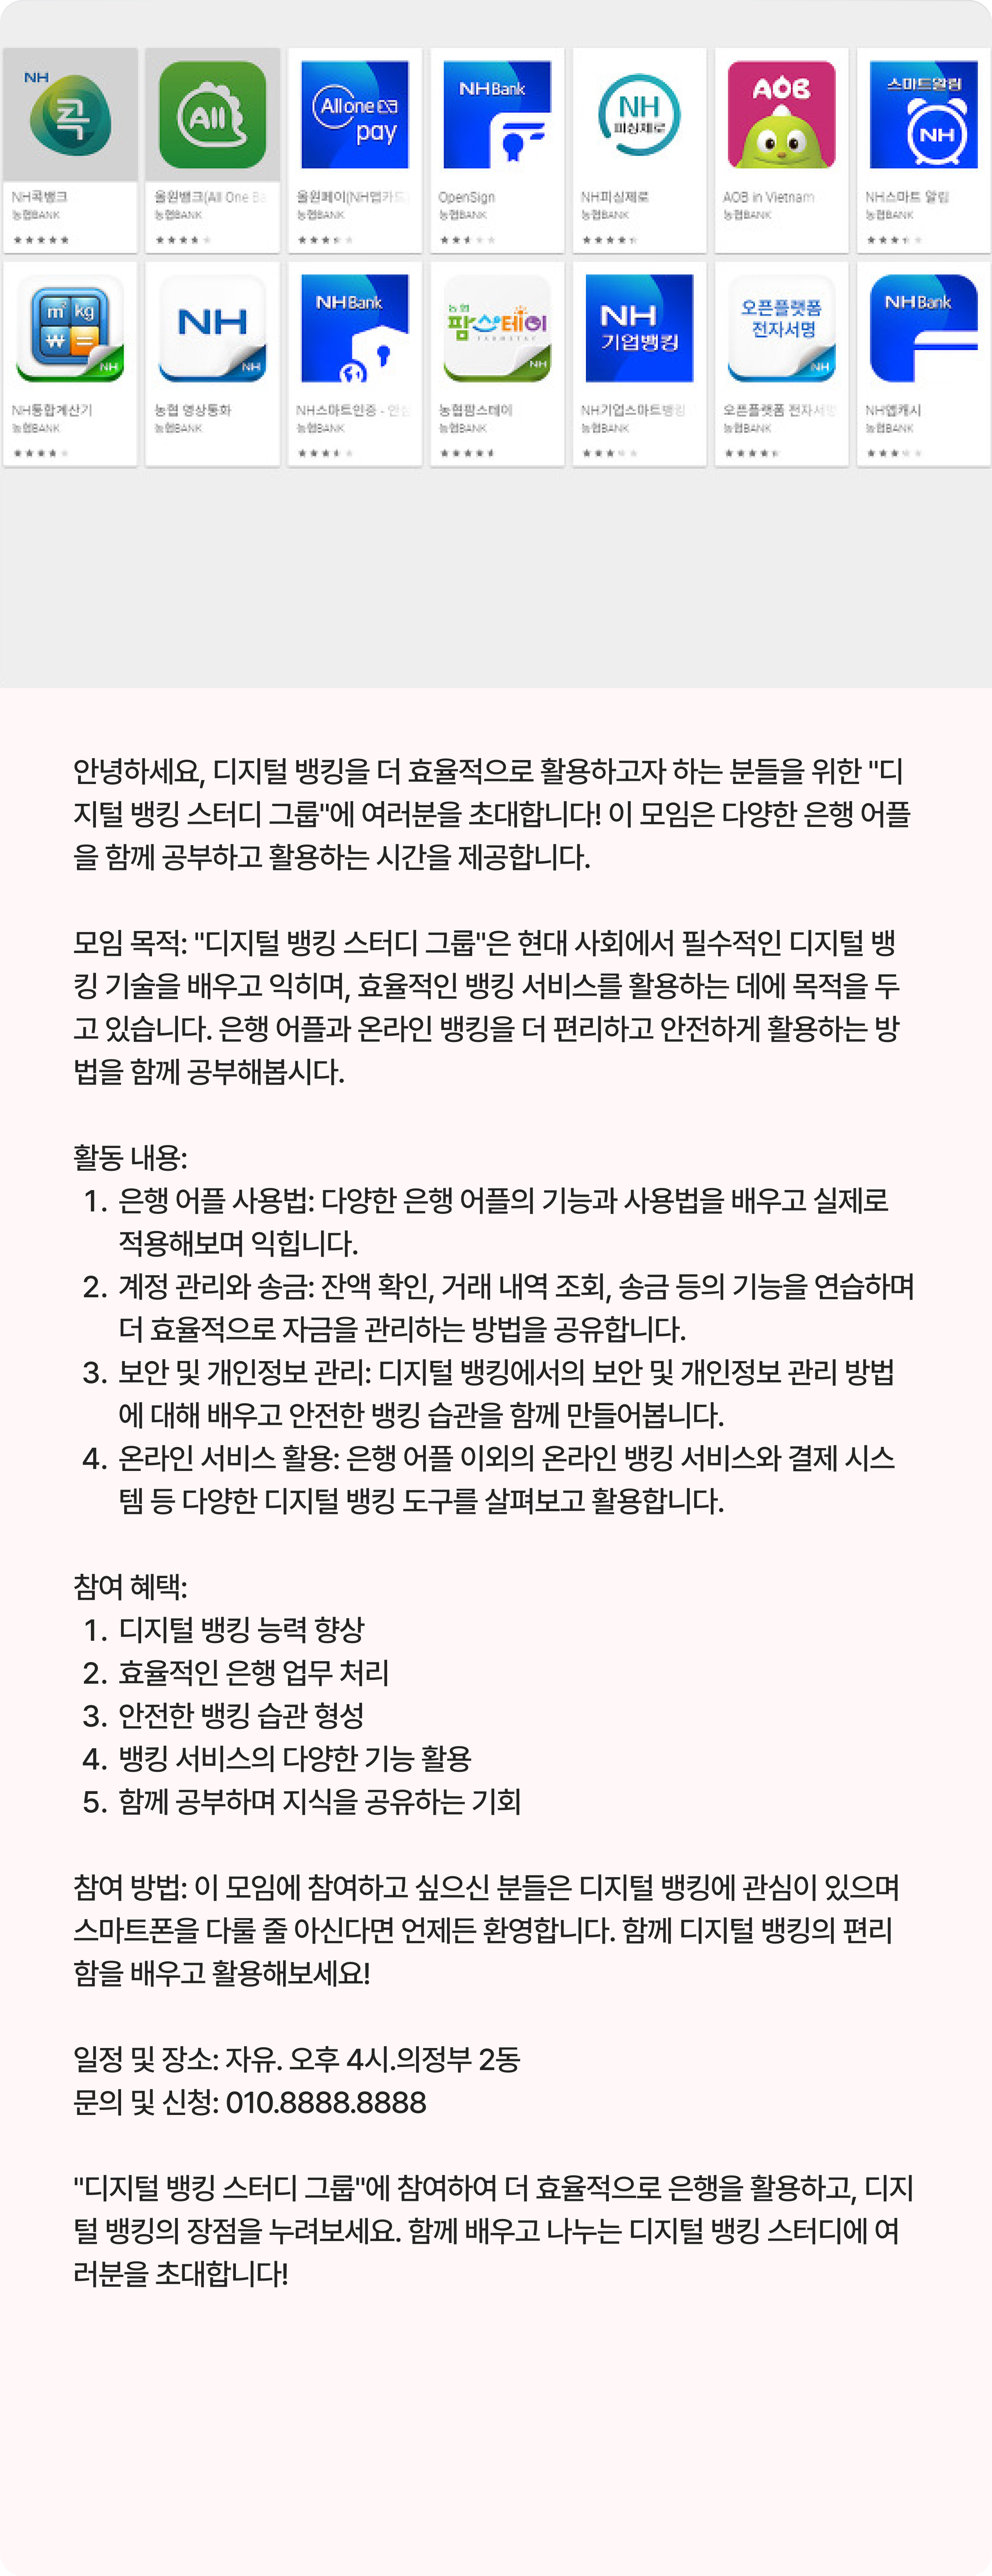 NH
콕
All
Allone
pay
NH Bank
NH
피싱제로
AOB
스마트알림
NH
NH콕뱅크
올원뱅크(All One Ba
올원페이(NH앱카드
OpenSign
NH피싱제로
AOB in Vietnam
NH스마트 알림
농협BANK
농협BANK
농협BANK
농협BANK
농협BANK
농협BANK
농협BANK
m² kg
₩ =
NH
NH
NH
NH Bank
농협
팜스테이
FARMSTAY
NH
NH
기업뱅킹
오픈플랫폼
전자서명
NH
NH Bank
NH통합계산기
농협 영상통화
NH스마트인증 - 안심
농협팜스테이
NH기업스마트뱅킹
오픈플랫폼 전자서명
NH앱캐시
농협BANK
농협BANK
농협BANK
농협BANK
농협BANK
농협BANK
농협BANK
안녕하세요, 디지털 뱅킹을 더 효율적으로 활용하고자 하는 분들을 위한 "디
지털 뱅킹 스터디 그룹"에 여러분을 초대합니다! 이 모임은 다양한 은행 어플
을 함께 공부하고 활용하는 시간을 제공합니다.
모임 목적: "디지털 뱅킹 스터디 그룹"은 현대 사회에서 필수적인 디지털 뱅
킹 기술을 배우고 익히며, 효율적인 뱅킹 서비스를 활용하는 데에 목적을 두
고 있습니다. 은행 어플과 온라인 뱅킹을 더 편리하고 안전하게 활용하는 방
법을 함께 공부해봅시다.
활동 내용:
1. 은행 어플 사용법: 다양한 은행 어플의 기능과 사용법을 배우고 실제로
적용해보며 익힙니다.
2. 계정 관리와 송금: 잔액 확인, 거래 내역 조회, 송금 등의 기능을 연습하며
더 효율적으로 자금을 관리하는 방법을 공유합니다.
3. 보안 및 개인정보 관리: 디지털 뱅킹에서의 보안 및 개인정보 관리 방법
에 대해 배우고 안전한 뱅킹 습관을 함께 만들어봅니다.
4. 온라인 서비스 활용: 은행 어플 이외의 온라인 뱅킹 서비스와 결제 시스
템 등 다양한 디지털 뱅킹 도구를 살펴보고 활용합니다.
참여 혜택:
1. 디지털 뱅킹 능력 향상
2. 효율적인 은행 업무 처리
3. 안전한 뱅킹 습관 형성
4. 뱅킹 서비스의 다양한 기능 활용
5. 함께 공부하며 지식을 공유하는 기회
참여 방법: 이 모임에 참여하고 싶으신 분들은 디지털 뱅킹에 관심이 있으며
스마트폰을 다룰 줄 아신다면 언제든 환영합니다. 함께 디지털 뱅킹의 편리
함을 배우고 활용해보세요!
일정 및 장소: 자유. 오후 4시.의정부 2동
문의 및 신청: 010.8888.8888
"디지털 뱅킹 스터디 그룹"에 참여하여 더 효율적으로 은행을 활용하고, 디지
털 뱅킹의 장점을 누려보세요. 함께 배우고 나누는 디지털 뱅킹 스터디에 여
러분을 초대합니다!